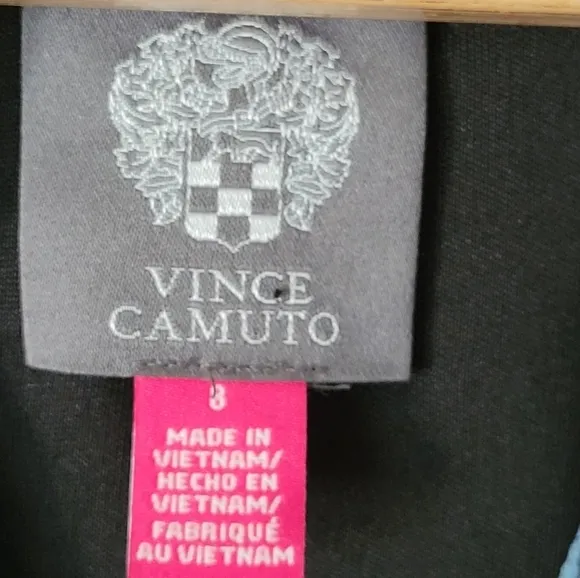 VINCE
CAMUTO
8
MADE IN
VIETNAM/
HECHO EN
VIETNAM/
FABRIQUÉ
AU VIETNAM